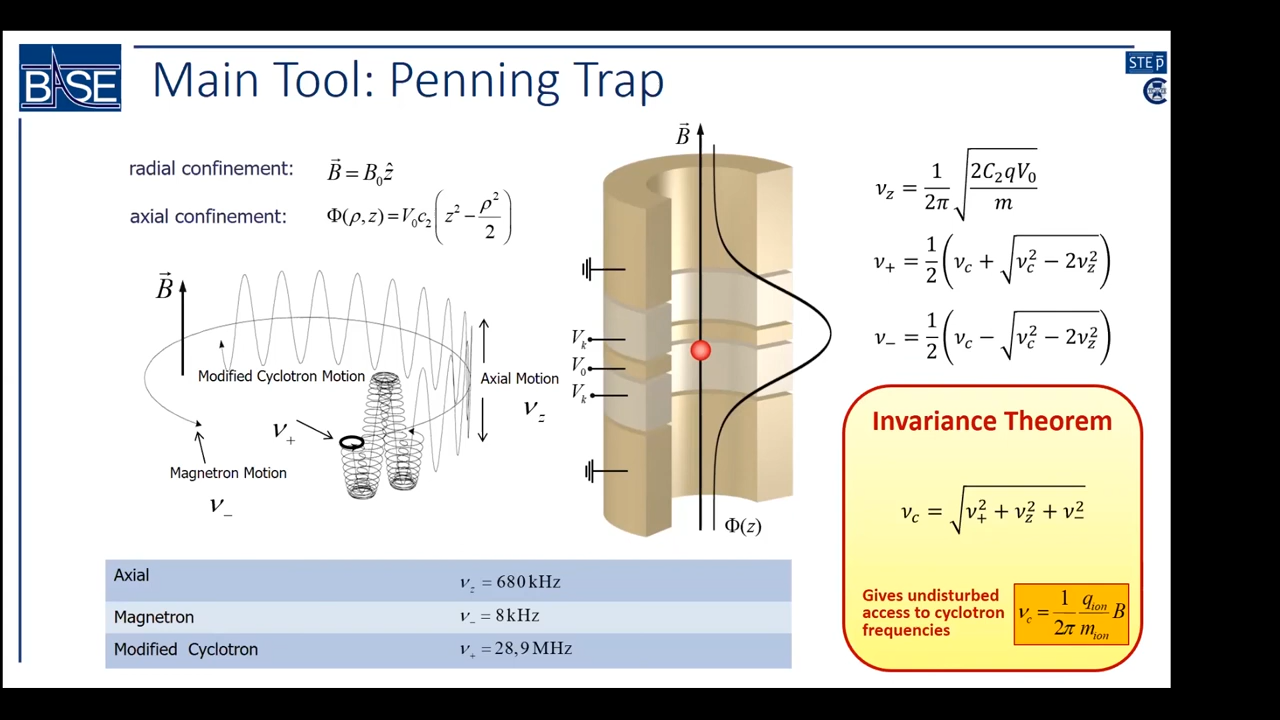 BASE
Main Tool: Penning Trap
STEp̄
radial confinement: B⃗ = B₀ẑ
axial confinement: Φ(ρ, z) = V₀c₂(z² − ρ²/2)
B⃗
Modified Cyclotron Motion
Axial Motion
ν_z
ν₊
Magnetron Motion
ν₋
B⃗
V_k
V₀
V_k
Φ(z)
ν_z = 1/2π √(2C₂qV₀/m)
ν₊ = 1/2 (ν_c + √(ν_c² − 2ν_z²))
ν₋ = 1/2 (ν_c − √(ν_c² − 2ν_z²))
Invariance Theorem
ν_c = √(ν₊² + ν_z² + ν₋²)
Gives undisturbed
access to cyclotron
frequencies
ν_c = 1/2π q_ion/m_ion B
Axial ν_z = 680 kHz
Magnetron ν₋ = 8 kHz
Modified Cyclotron ν₊ = 28,9 MHz